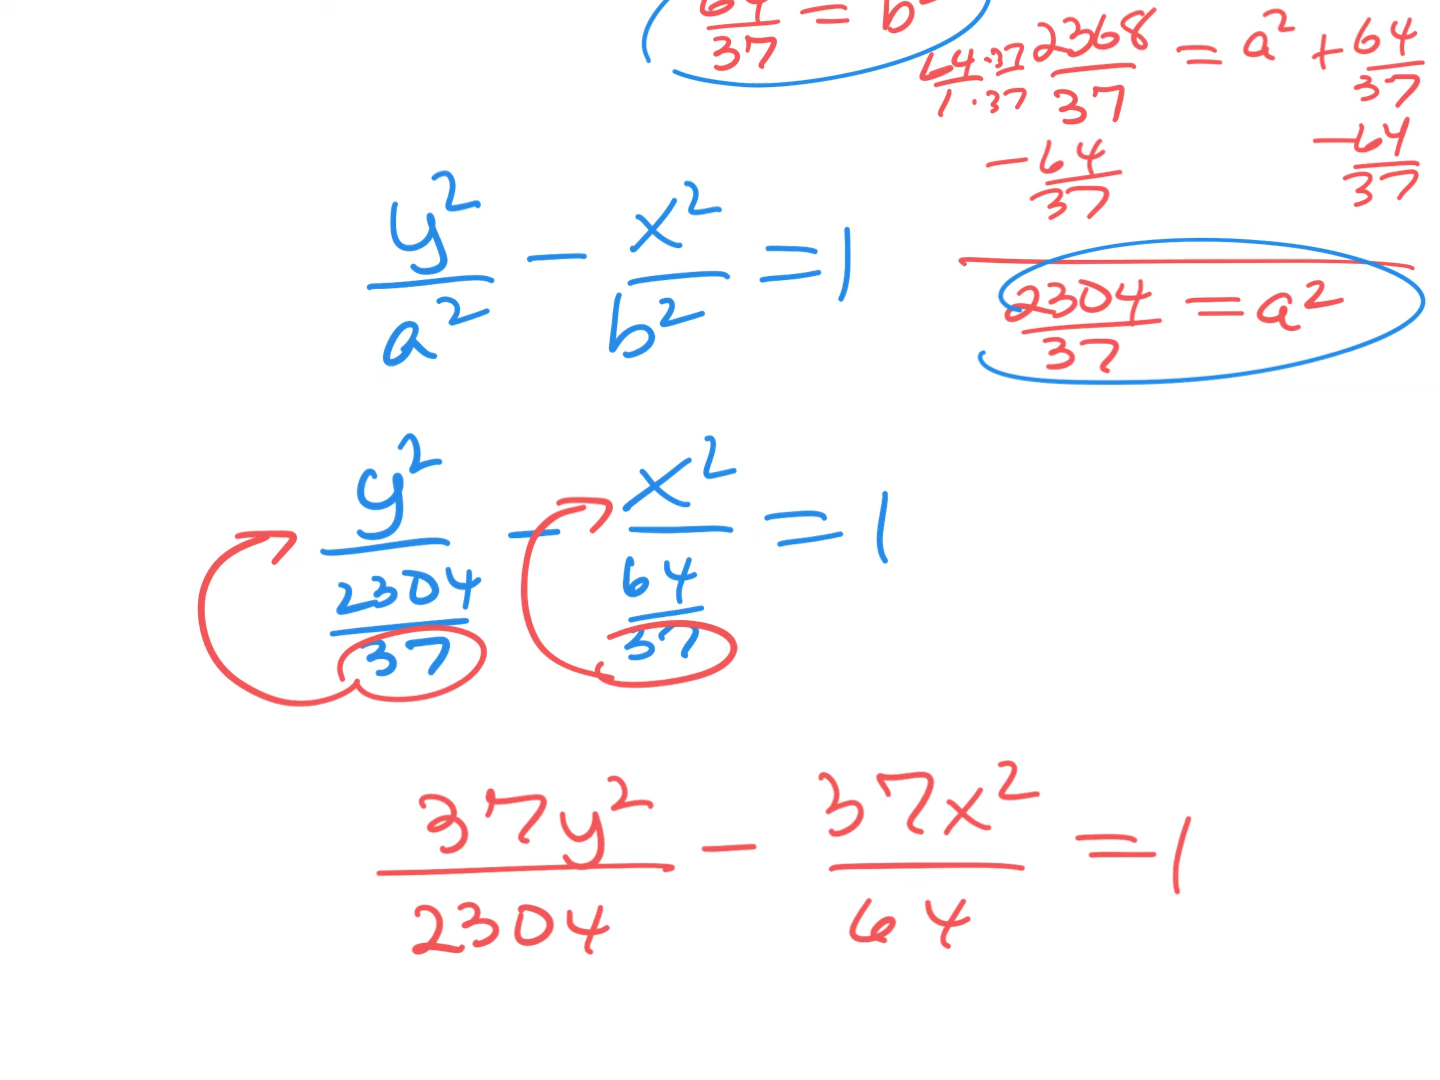 64/37 = b²
64·37/1·37 2368/37 = a² + 64/37
- 64/37 - 64/37
2304/37 = a²
y²/a² - x²/b² = 1
y²/(2304/37) - x²/(64/37) = 1
37y²/2304 - 37x²/64 = 1